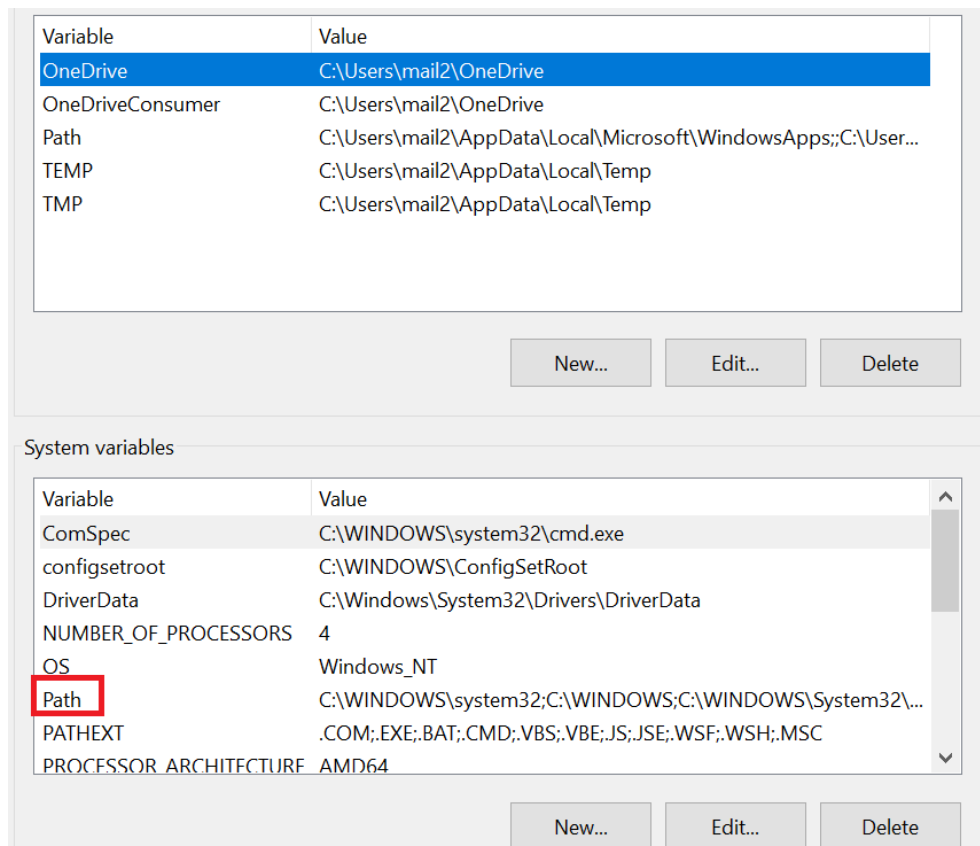 Variable Value
OneDrive C:\Users\mail2\OneDrive
OneDriveConsumer C:\Users\mail2\OneDrive
Path C:\Users\mail2\AppData\Local\Microsoft\WindowsApps;;C:\User...
TEMP C:\Users\mail2\AppData\Local\Temp
TMP C:\Users\mail2\AppData\Local\Temp
New... Edit... Delete
System variables
Variable Value
ComSpec C:\WINDOWS\system32\cmd.exe
configsetroot C:\WINDOWS\ConfigSetRoot
DriverData C:\Windows\System32\Drivers\DriverData
NUMBER_OF_PROCESSORS 4
OS Windows_NT
Path C:\WINDOWS\system32;C:\WINDOWS;C:\WINDOWS\System32\...
PATHEXT .COM;.EXE;.BAT;.CMD;.VBS;.VBE;.JS;.JSE;.WSF;.WSH;.MSC
PROCESSOR_ARCHITECTURE AMD64
New... Edit... Delete